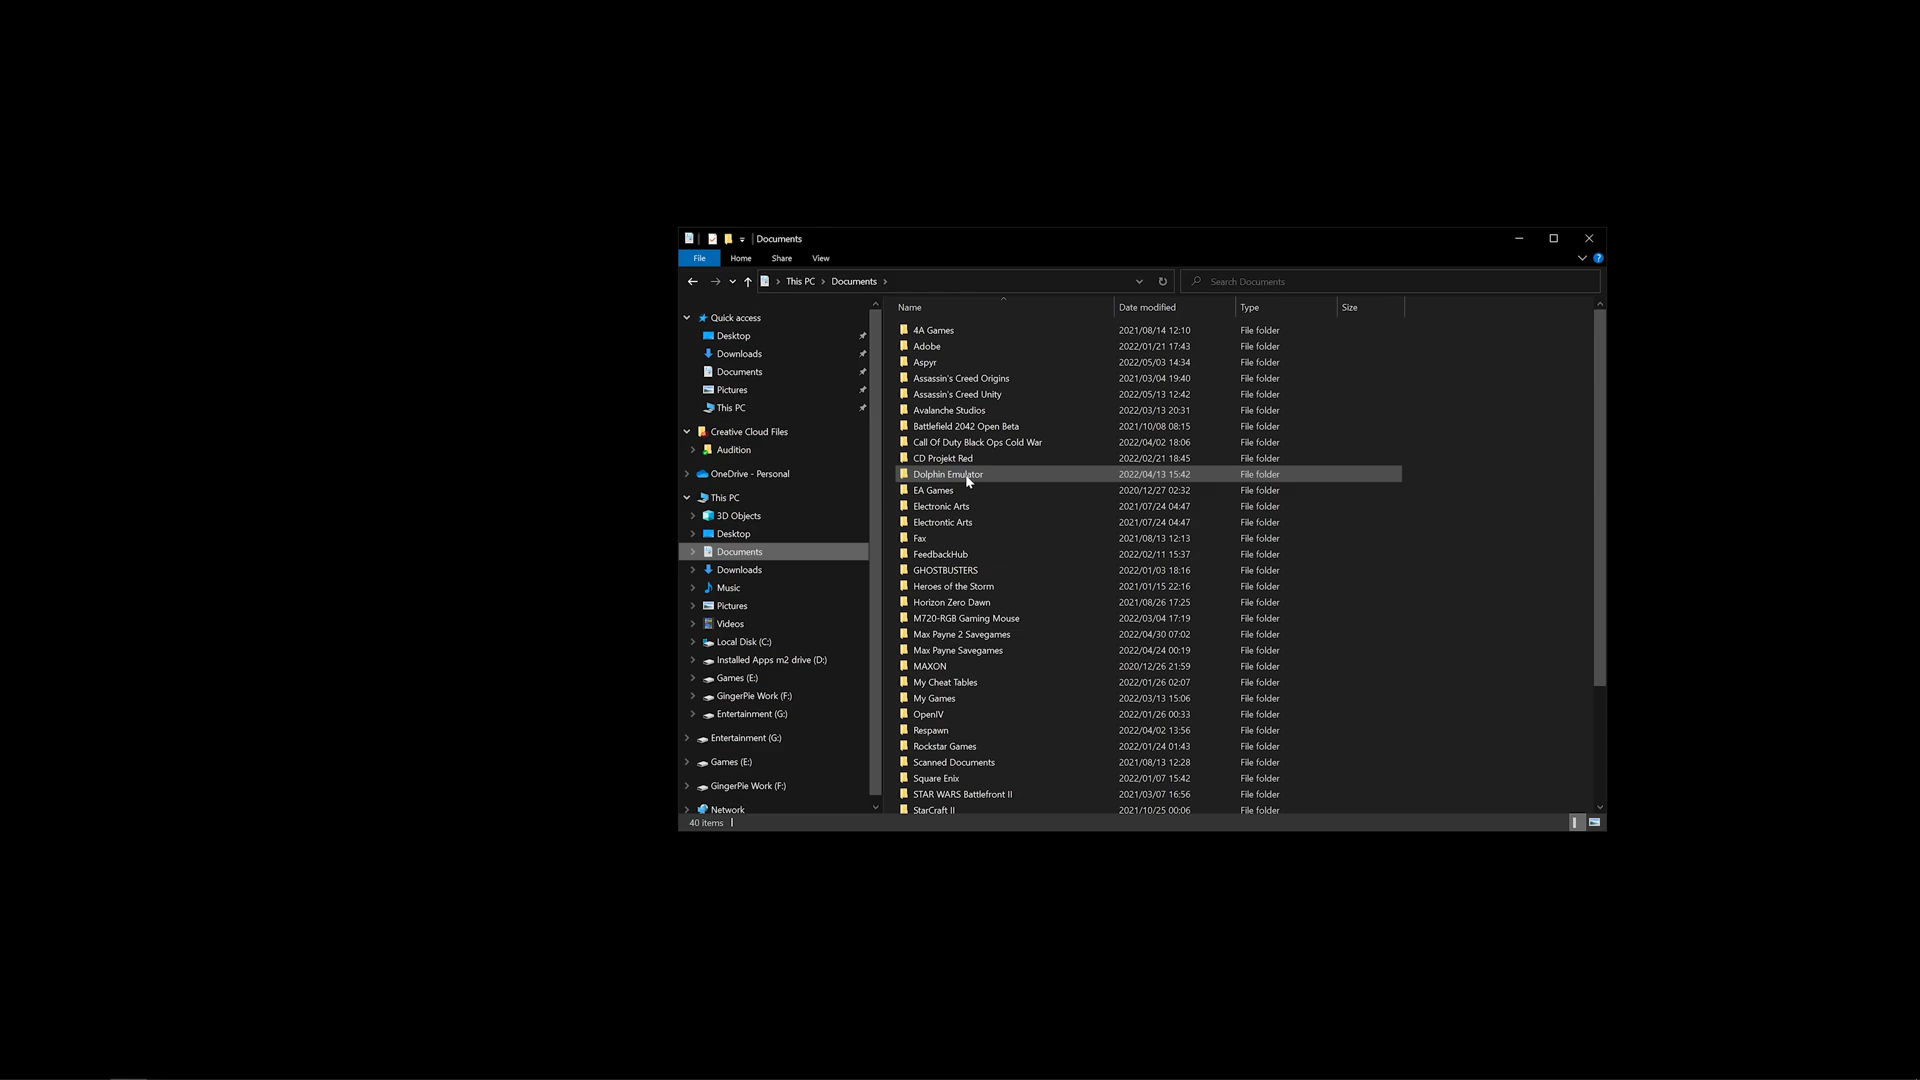 Documents
File Home Share View
This PC Documents
Search Documents
Name Date modified Type Size
Quick access
Desktop
Downloads
Documents
Pictures
This PC
Creative Cloud Files
Audition
OneDrive - Personal
This PC
3D Objects
Desktop
Documents
Downloads
Music
Pictures
Videos
Local Disk (C:)
Installed Apps m2 drive (D:)
Games (E:)
GingerPie Work (F:)
Entertainment (G:)
Entertainment (G:)
Games (E:)
GingerPie Work (F:)
Network
4A Games 2021/08/14 12:10 File folder
Adobe 2022/01/21 17:43 File folder
Aspyr 2022/05/03 14:34 File folder
Assassin's Creed Origins 2021/03/04 19:40 File folder
Assassin's Creed Unity 2022/05/13 12:42 File folder
Avalanche Studios 2022/03/13 20:31 File folder
Battlefield 2042 Open Beta 2021/10/08 08:15 File folder
Call Of Duty Black Ops Cold War 2022/04/02 18:06 File folder
CD Projekt Red 2022/02/21 18:45 File folder
Dolphin Emulator 2022/04/13 15:42 File folder
EA Games 2020/12/27 02:32 File folder
Electronic Arts 2021/07/24 04:47 File folder
Electrontic Arts 2021/07/24 04:47 File folder
Fax 2021/08/13 12:13 File folder
FeedbackHub 2022/02/11 15:37 File folder
GHOSTBUSTERS 2022/01/03 18:16 File folder
Heroes of the Storm 2021/01/15 22:16 File folder
Horizon Zero Dawn 2021/08/26 17:25 File folder
M720-RGB Gaming Mouse 2022/03/04 17:19 File folder
Max Payne 2 Savegames 2022/04/30 07:02 File folder
Max Payne Savegames 2022/04/24 00:19 File folder
MAXON 2020/12/26 21:59 File folder
My Cheat Tables 2022/01/26 02:07 File folder
My Games 2022/03/13 15:06 File folder
OpenIV 2022/01/26 00:33 File folder
Respawn 2022/04/02 13:56 File folder
Rockstar Games 2022/01/24 01:43 File folder
Scanned Documents 2021/08/13 12:28 File folder
Square Enix 2022/01/07 15:42 File folder
STAR WARS Battlefront II 2021/03/07 16:56 File folder
StarCraft II 2021/10/25 00:06 File folder
40 items